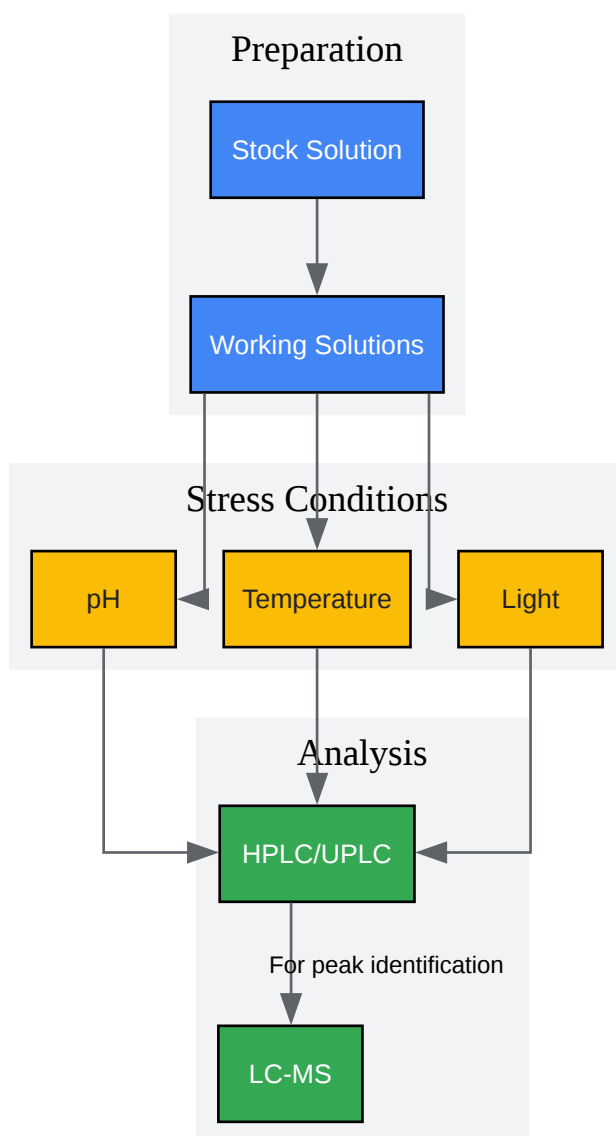 Preparation
Stock Solution
Working Solutions
Stress Conditions
pH
Temperature
Light
Analysis
HPLC/UPLC
For peak identification
LC-MS